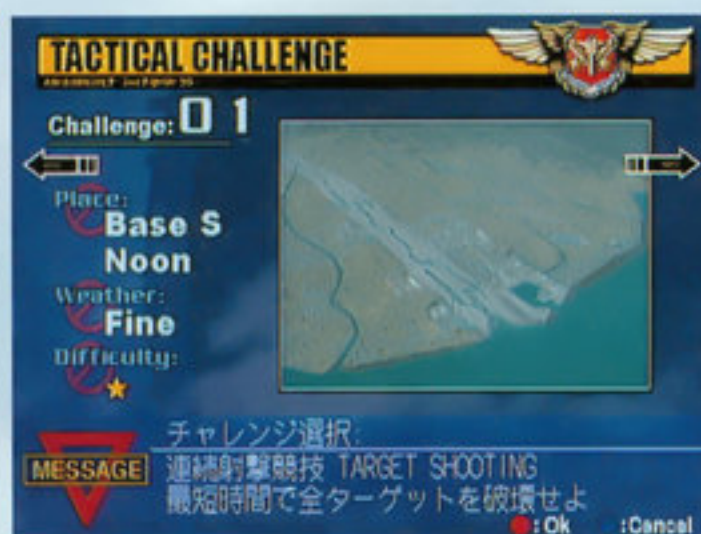 TACTICAL CHALLENGE
Challenge: 01
Place:
Base S
Noon
Weather:
Fine
Difficulty:
チャレンジ選択:
MESSAGE
連続射撃競技 TARGET SHOOTING
最短時間で全ターゲットを破壊せよ
:Ok :Cancel